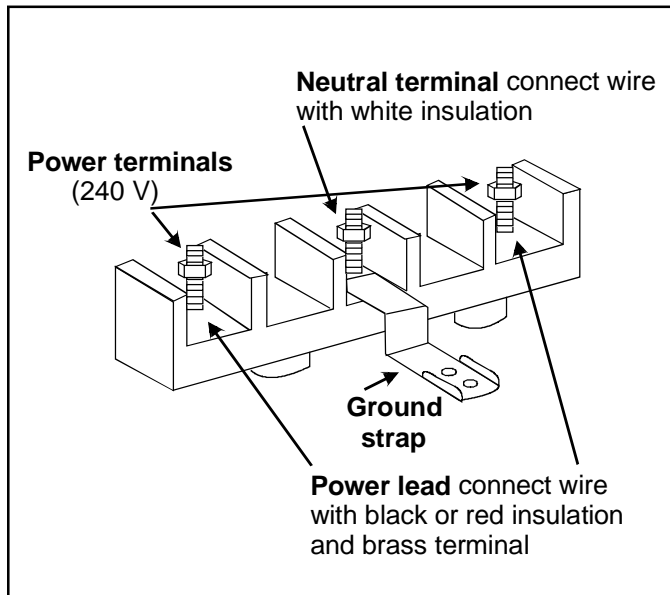 Neutral terminal connect wire
with white insulation
Power terminals
(240 V)
Ground
strap
Power lead connect wire
with black or red insulation
and brass terminal